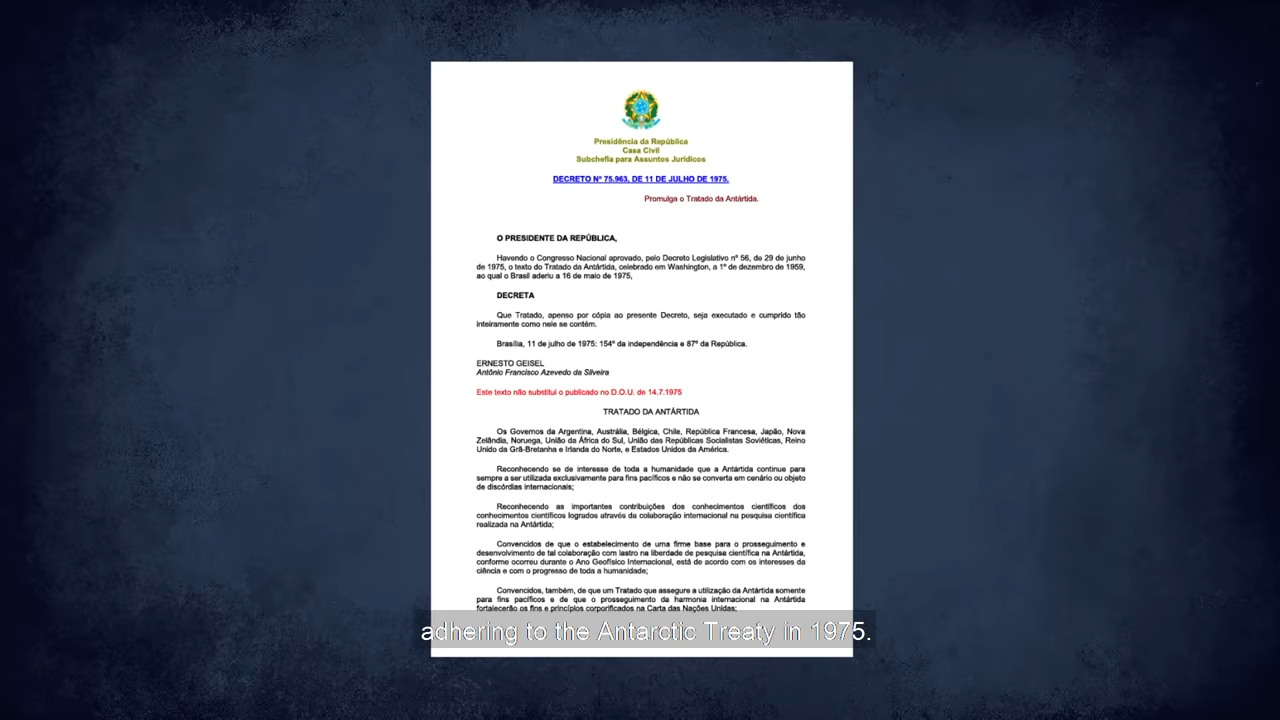 Presidência da República
Casa Civil
Subchefia para Assuntos Jurídicos
DECRETO Nº 75.963, DE 11 DE JULHO DE 1975.
Promulga o Tratado da Antártida.
O PRESIDENTE DA REPÚBLICA,
Havendo o Congresso Nacional aprovado, pelo Decreto Legislativo nº 56, de 29 de junho
de 1975, o texto do Tratado da Antártida, celebrado em Washington, a 1º de dezembro de 1959,
ao qual o Brasil aderiu a 16 de maio de 1975,
DECRETA
Que Tratado, apenso por cópia ao presente Decreto, seja executado e cumprido tão
inteiramente como nele se contém.
Brasília, 11 de julho de 1975: 154º da independência e 87º da República.
ERNESTO GEISEL
Antônio Francisco Azevedo da Silveira
Este texto não substitui o publicado no D.O.U. de 14.7.1975
TRATADO DA ANTÁRTIDA
Os Governos da Argentina, Austrália, Bélgica, Chile, República Francesa, Japão, Nova
Zelândia, Noruega, União da África do Sul, União das Repúblicas Socialistas Soviéticas, Reino
Unido da Grã-Bretanha e Irlanda do Norte, e Estados Unidos da América.
Reconhecendo se de interesse de toda a humanidade que a Antártida continue para
sempre a ser utilizada exclusivamente para fins pacíficos e não se converta em cenário ou objeto
de discórdias internacionais;
Reconhecendo as importantes contribuições dos conhecimentos científicos dos
conhecimentos científicos logrados através da colaboração internacional na pesquisa científica
realizada na Antártida;
Convencidos de que o estabelecimento de uma firme base para o prosseguimento e
desenvolvimento de tal colaboração com lastro na liberdade de pesquisa científica na Antártida,
conforme ocorreu durante o Ano Geofísico Internacional, está de acordo com os interesses da
ciência e com o progresso de toda a humanidade;
Convencidos, também, de que um Tratado que assegure a utilização da Antártida somente
para fins pacíficos e de que o prosseguimento da harmonia internacional na Antártida
fortalecerão os fins e princípios corporificados na Carta das Nações Unidas;
adhering to the Antarctic Treaty in 1975.